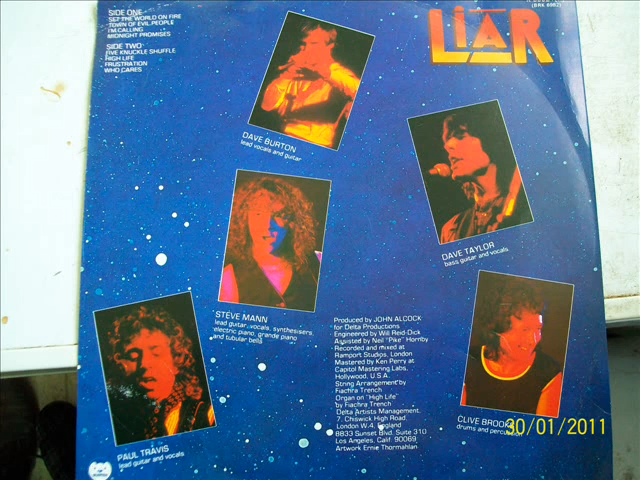 SIDE ONE
SET THE WORLD ON FIRE
TOWN OF EVIL PEOPLE
I'M CALLING
MIDNIGHT PROMISES
SIDE TWO
FIVE KNUCKLE SHUFFLE
HIGH LIFE
FRUSTRATION
WHO CARES
(BRK 6982)
LIAR
DAVE BURTON
lead vocals and guitar
DAVE TAYLOR
bass guitar and vocals
STEVE MANN
lead guitar, vocals, synthesisers,
electric piano, grande piano
and tubular bells
PAUL TRAVIS
lead guitar and vocals
Produced by JOHN ALCOCK
for Delta Productions
Engineered by Will Reid-Dick
Assisted by Neil "Pike" Hornby
Recorded and mixed at
Ramport Studios, London
Mastered by Ken Perry at
Capitol Mastering Labs,
Hollywood, U.S.A.
String Arrangement by
Fiachra Trench
Organ on "High Life"
by Fiachra Trench
Delta Artists Management,
7, Chiswick High Road,
London W.4, England
8833 Sunset Blvd. Suite 310
Los Angeles, Calif. 90069
Artwork Ernie Thormahlan
CLIVE BROOKS
drums and percussion
30/01/2011